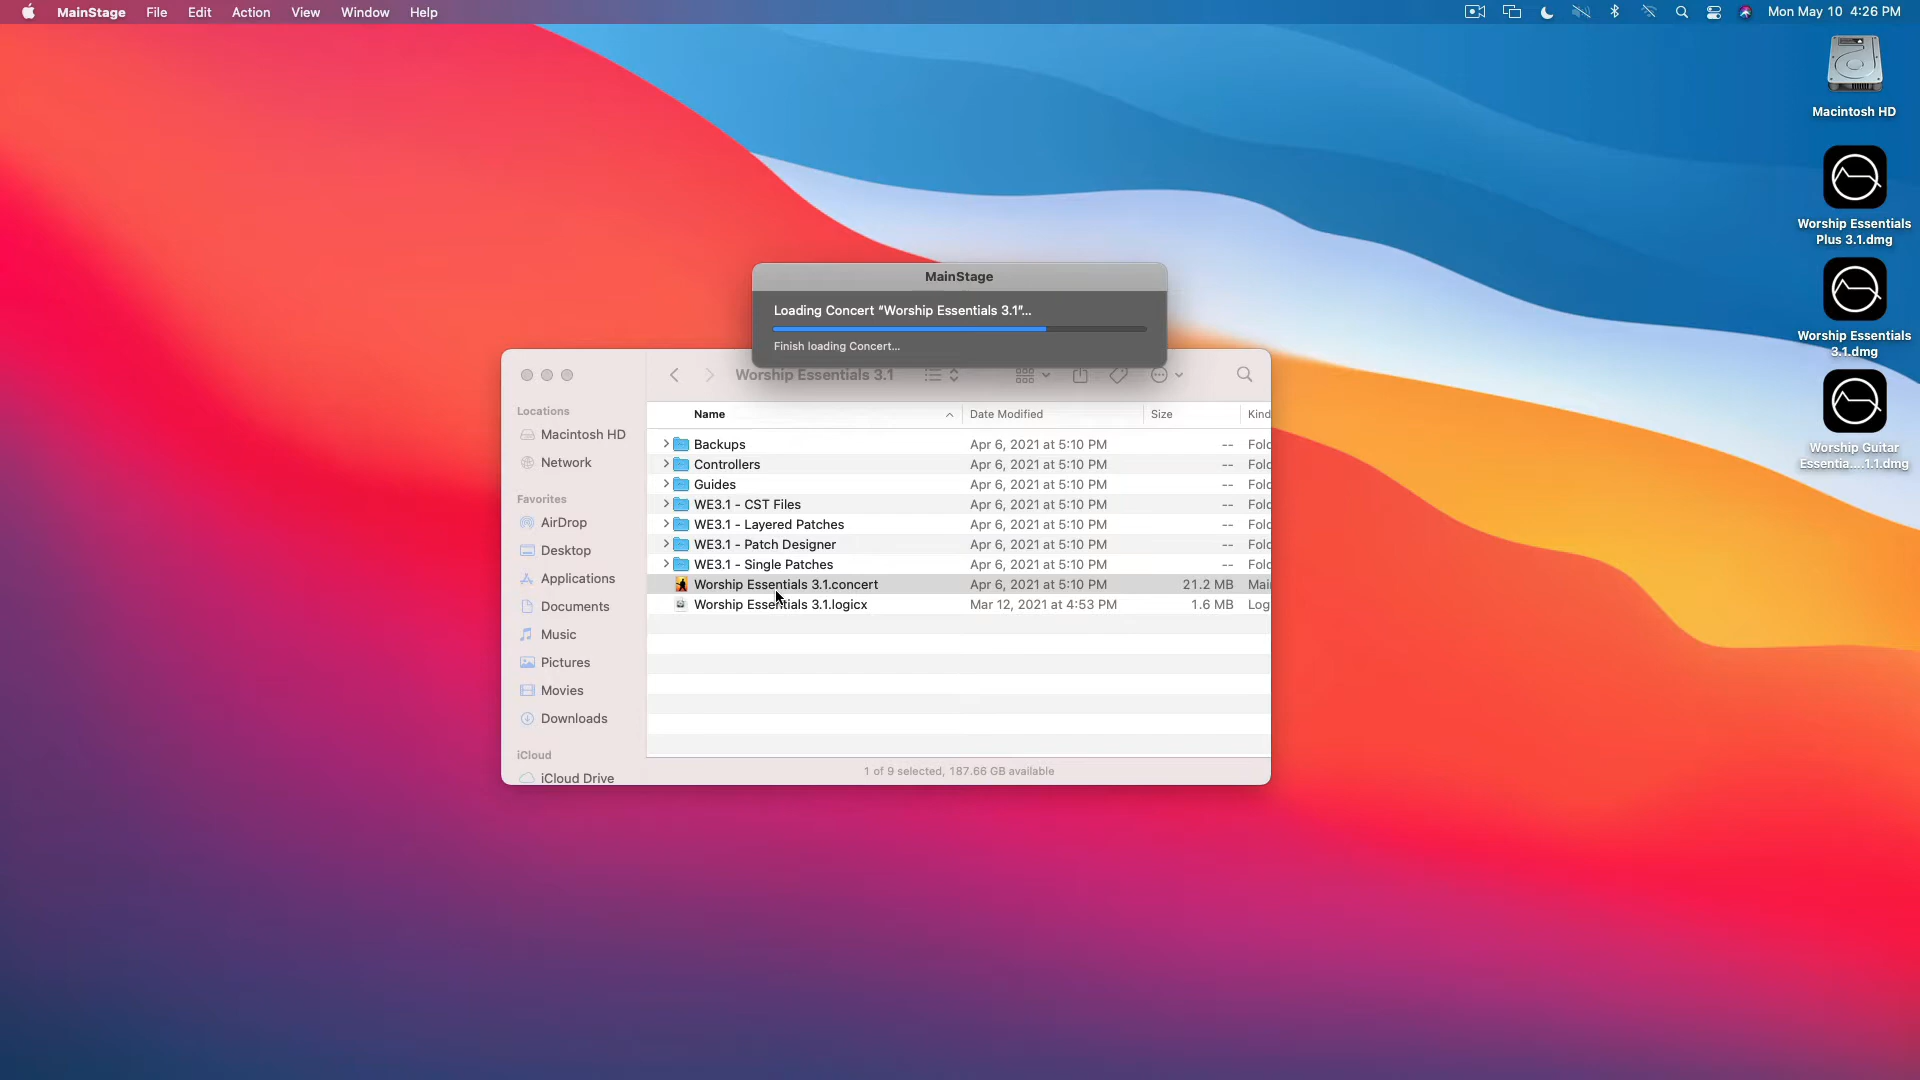 MainStage File Edit Action View Window Help Mon May 10 4:26 PM
Macintosh HD
Worship Essentials
Plus 3.1.dmg
Worship Essentials
3.1.dmg
Worship Guitar
Essentia....1.1.dmg
MainStage
Loading Concert "Worship Essentials 3.1"...
Finish loading Concert...
Worship Essentials 3.1
Locations
Macintosh HD
Network
Favorites
AirDrop
Desktop
Applications
Documents
Music
Pictures
Movies
Downloads
iCloud
iCloud Drive
Name Date Modified Size Kind
Backups Apr 6, 2021 at 5:10 PM -- Fold
Controllers Apr 6, 2021 at 5:10 PM -- Fold
Guides Apr 6, 2021 at 5:10 PM -- Fold
WE3.1 - CST Files Apr 6, 2021 at 5:10 PM -- Fold
WE3.1 - Layered Patches Apr 6, 2021 at 5:10 PM -- Fold
WE3.1 - Patch Designer Apr 6, 2021 at 5:10 PM -- Fold
WE3.1 - Single Patches Apr 6, 2021 at 5:10 PM -- Fold
Worship Essentials 3.1.concert Apr 6, 2021 at 5:10 PM 21.2 MB Mai
Worship Essentials 3.1.logicx Mar 12, 2021 at 4:53 PM 1.6 MB Log
1 of 9 selected, 187.66 GB available